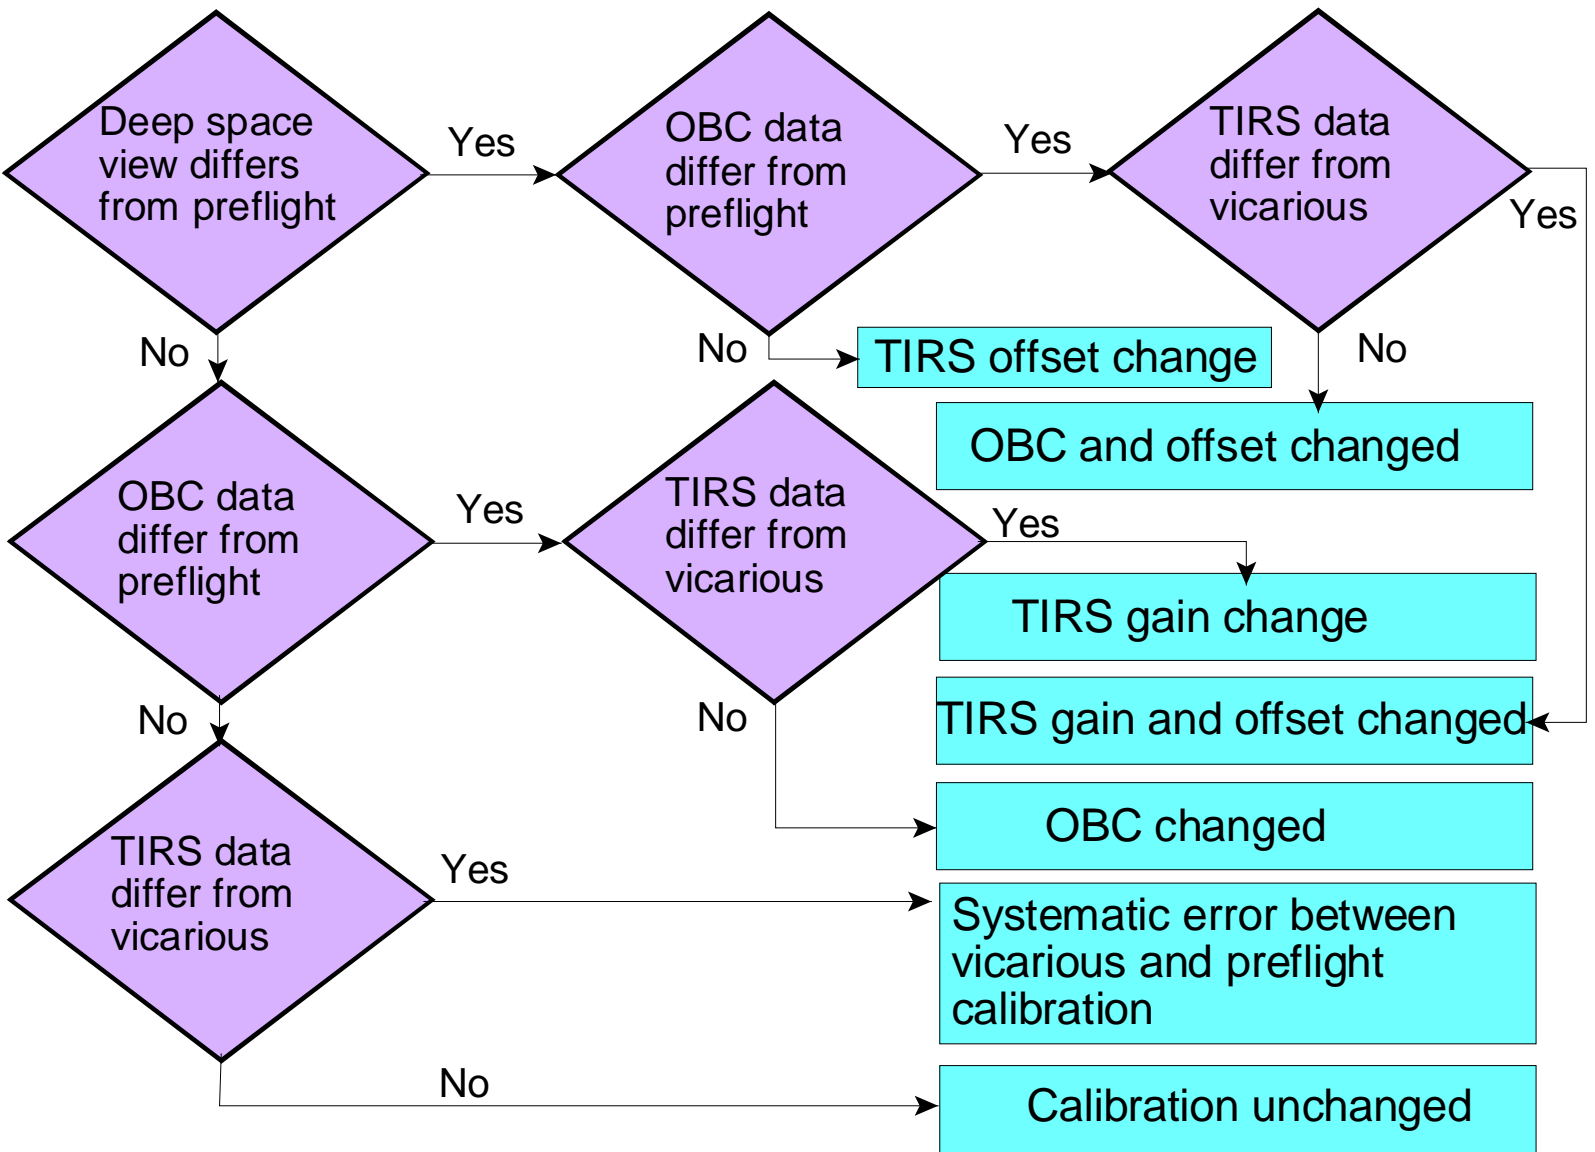 Deep space
view differs
from preflight
Yes
OBC data
differ from
preflight
Yes
TIRS data
differ from
vicarious
Yes
No
No
TIRS offset change
No
OBC and offset changed
OBC data
differ from
preflight
Yes
TIRS data
differ from
vicarious
Yes
TIRS gain change
No
No
TIRS gain and offset changed
OBC changed
TIRS data
differ from
vicarious
Yes
Systematic error between
vicarious and preflight
calibration
No
Calibration unchanged